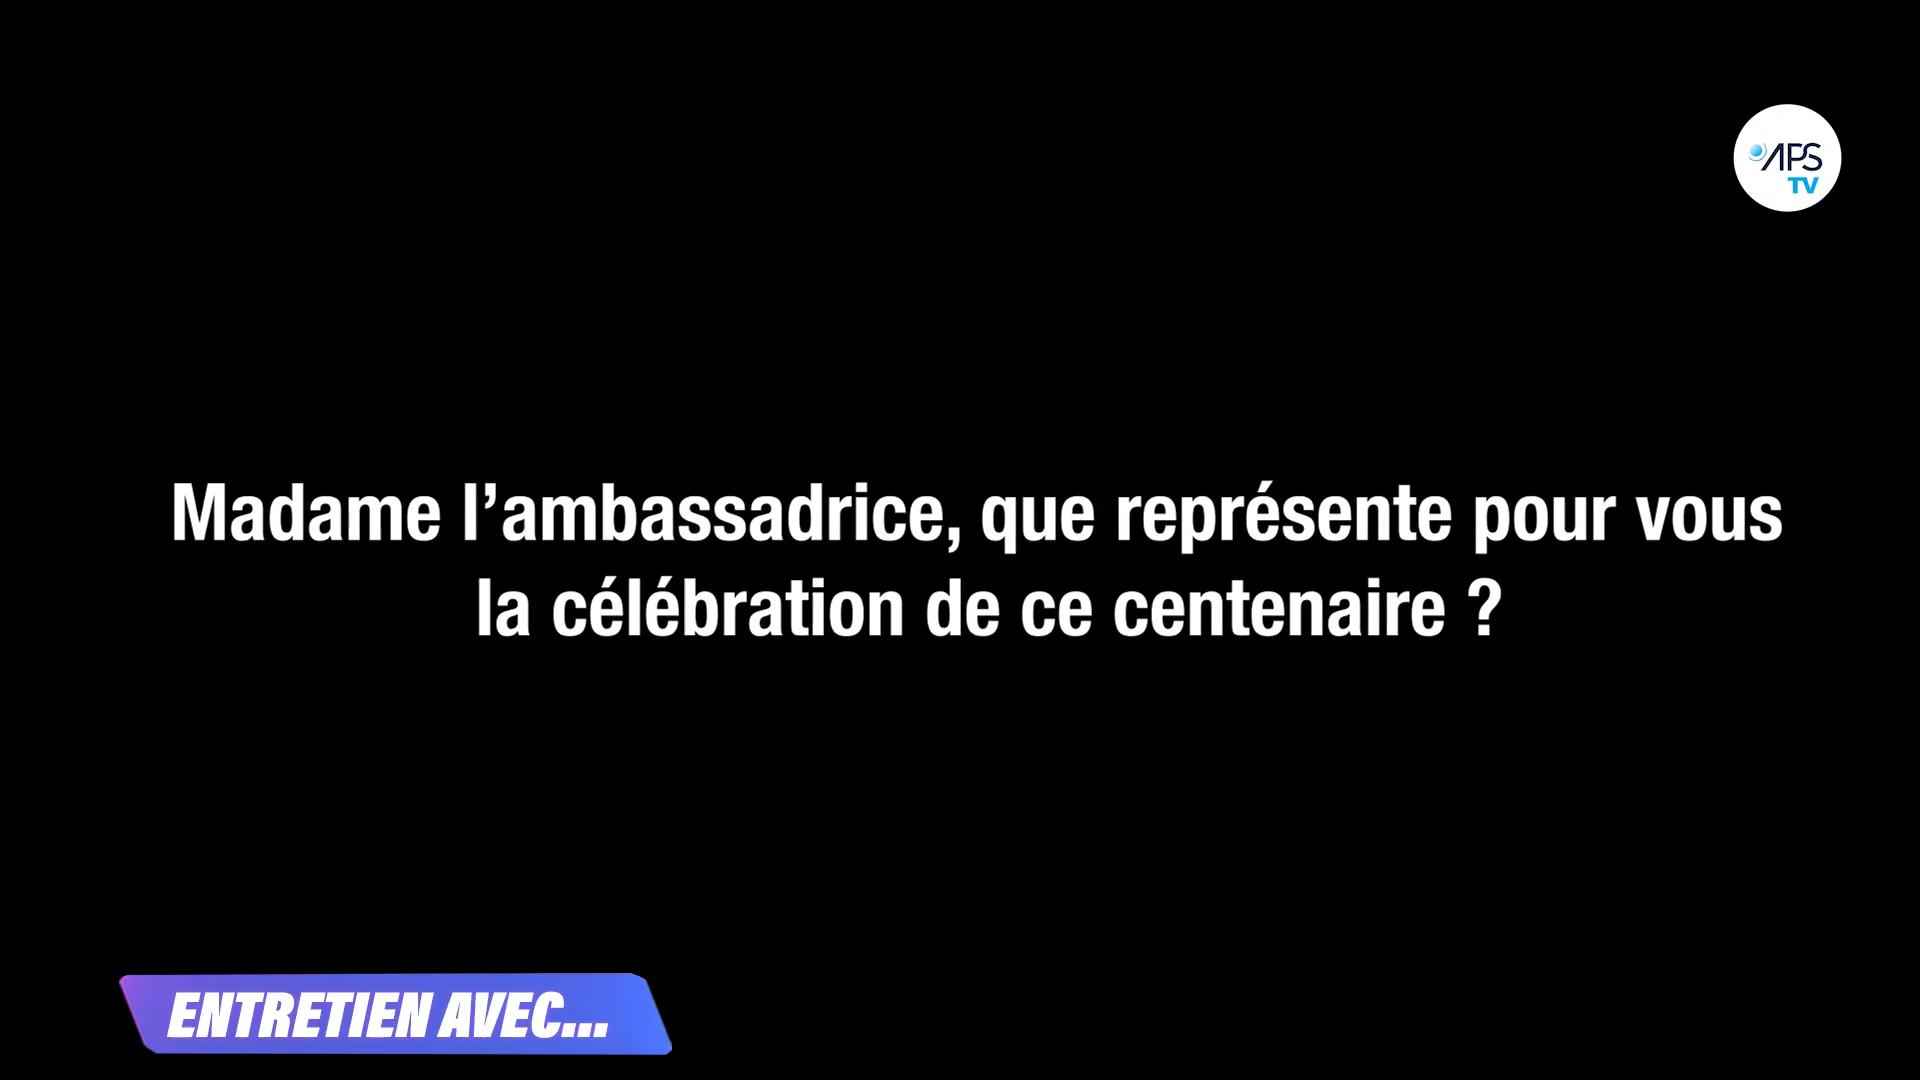 APS
TV
Madame l’ambassadrice, que représente pour vous
la célébration de ce centenaire ?
ENTRETIEN AVEC...